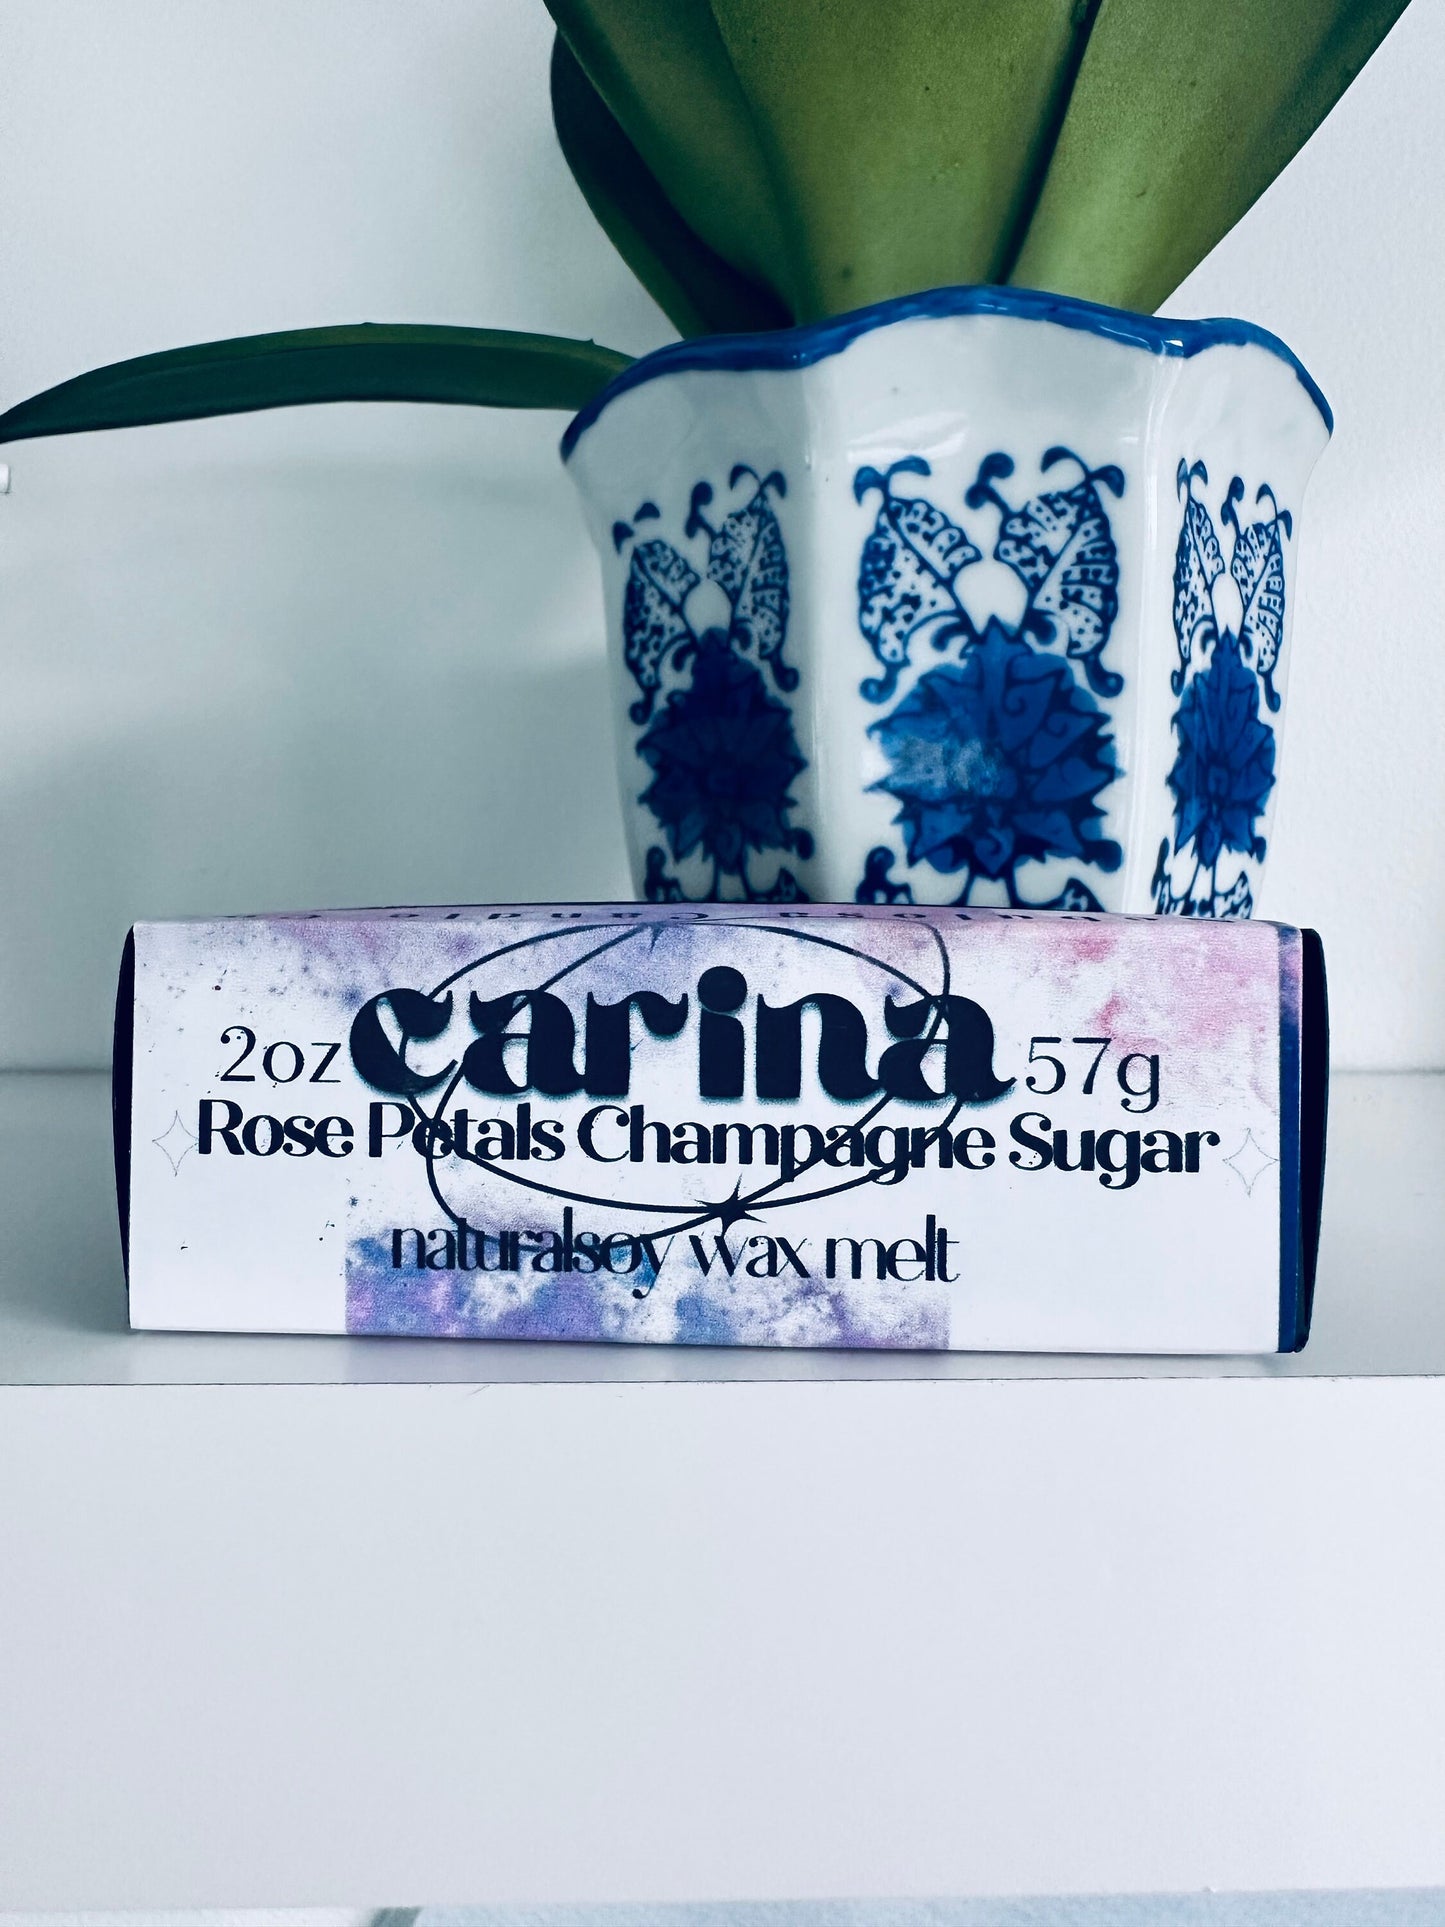 2oz carina 57g
Rose Petals Champagne Sugar
naturalsoy wax melt